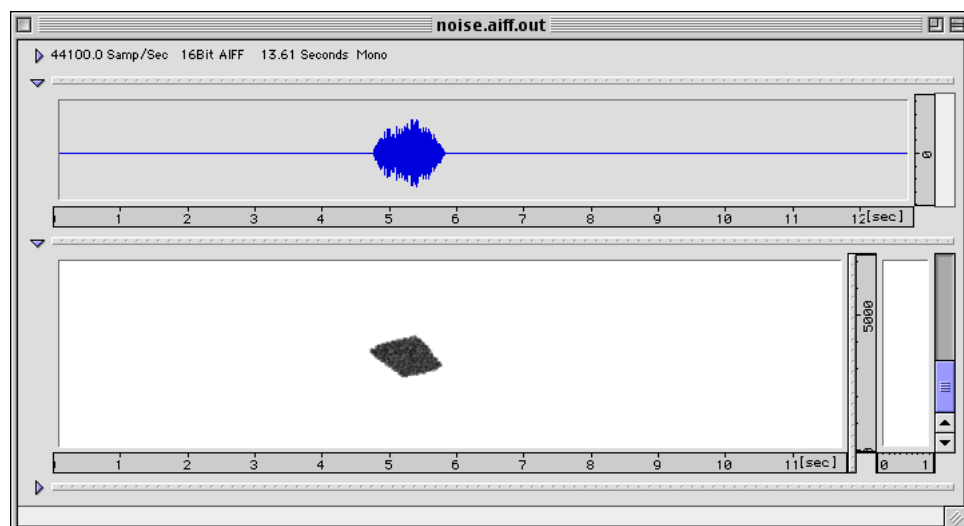 noise.aiff.out
44100.0 Samp/Sec 16Bit AIFF 13.61 Seconds Mono
0
1 2 3 4 5 6 7 8 9 10 11 12[sec]
5000
0
1 2 3 4 5 6 7 8 9 10 11[sec]
0 1